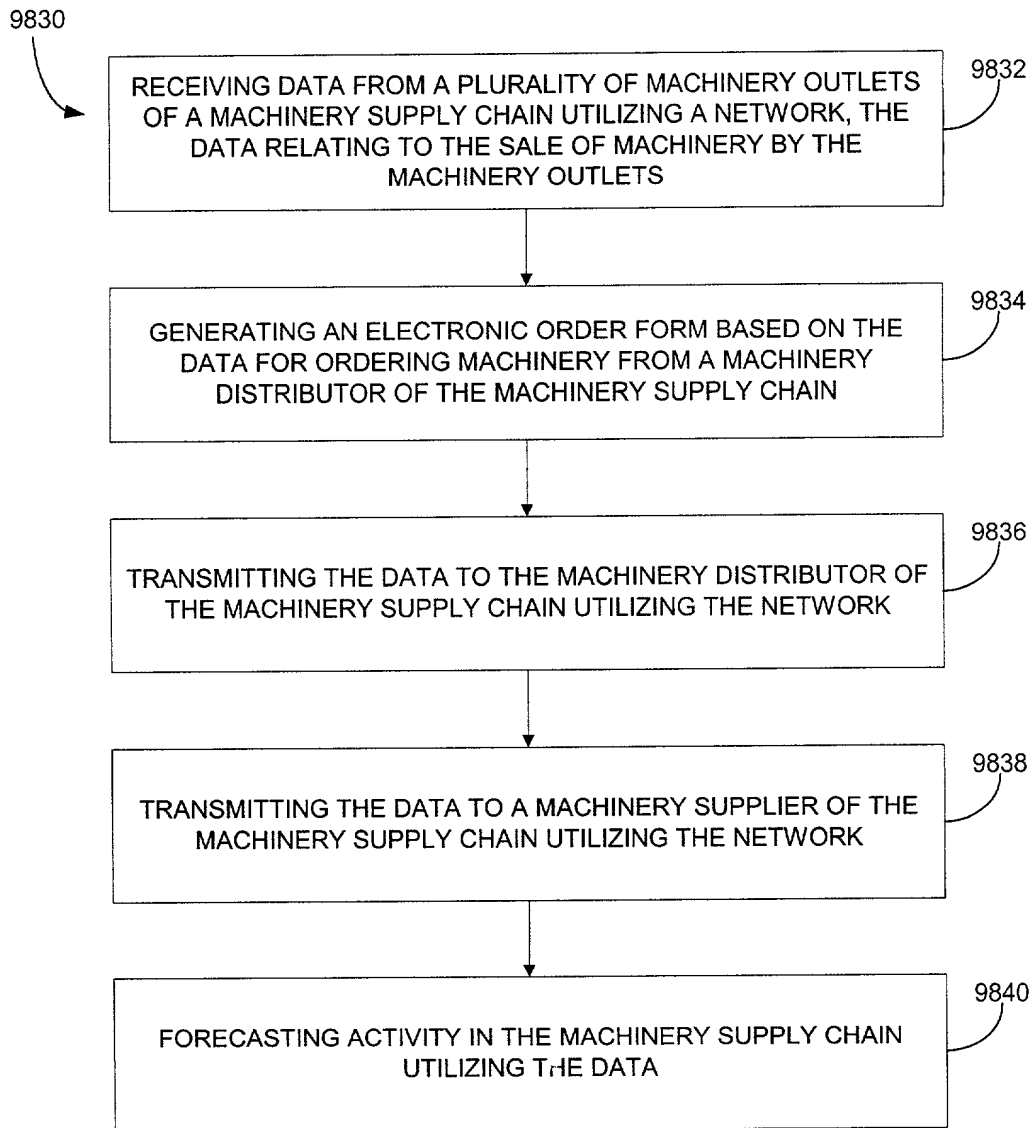 9830
9832
RECEIVING DATA FROM A PLURALITY OF MACHINERY OUTLETS
OF A MACHINERY SUPPLY CHAIN UTILIZING A NETWORK, THE
DATA RELATING TO THE SALE OF MACHINERY BY THE
MACHINERY OUTLETS
9834
GENERATING AN ELECTRONIC ORDER FORM BASED ON THE
DATA FOR ORDERING MACHINERY FROM A MACHINERY
DISTRIBUTOR OF THE MACHINERY SUPPLY CHAIN
9836
TRANSMITTING THE DATA TO THE MACHINERY DISTRIBUTOR OF
THE MACHINERY SUPPLY CHAIN UTILIZING THE NETWORK
9838
TRANSMITTING THE DATA TO A MACHINERY SUPPLIER OF THE
MACHINERY SUPPLY CHAIN UTILIZING THE NETWORK
9840
FORECASTING ACTIVITY IN THE MACHINERY SUPPLY CHAIN
UTILIZING THE DATA